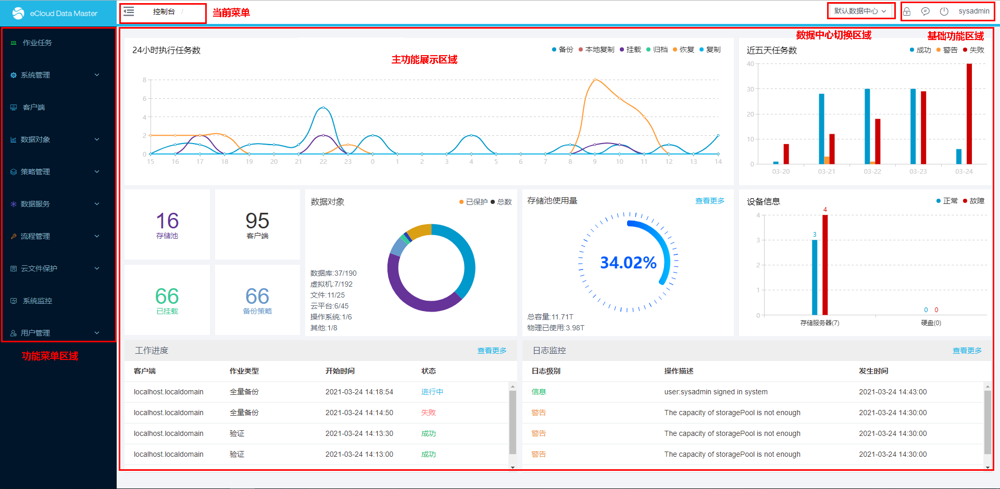 eCloud Data Master
控制台 /
当前菜单
默认数据中心
sysadmin
数据中心切换区域
基础功能区域
作业任务
系统管理
客户端
数据对象
策略管理
数据服务
流程管理
云文件保护
系统监控
用户管理
功能菜单区域
24小时执行任务数
备份 本地复制 挂载 归档 恢复 复制
主功能展示区域
8
6
4
2
0
15 16 17 18 19 20 21 22 23 0 1 2 3 4 5 6 7 8 9 10 11 12 13 14
近五天任务数
成功 警告 失败
40
30
20
10
0
03-20 03-21 03-22 03-23 03-24
16
存储池
95
客户端
66
已挂载
66
备份策略
数据对象
已保护 总数
数据库:37/190
虚拟机:7/192
文件:11/25
云平台:6/45
操作系统:1/6
其他:1/8
存储池使用量
查看更多
34.02%
总容量:11.71T
物理已使用:3.98T
设备信息
正常 故障
4
3
2
1
0
3 4
0 0
存储服务器(7) 硬盘(0)
工作进度 查看更多
客户端 作业类型 开始时间 状态
localhost.localdomain 全量备份 2021-03-24 14:18:54 进行中
localhost.localdomain 全量备份 2021-03-24 14:14:50 失败
localhost.localdomain 验证 2021-03-24 14:13:30 成功
localhost.localdomain 验证 2021-03-24 14:13:00 成功
日志监控 查看更多
日志级别 操作描述 发生时间
信息 user:sysadmin signed in system 2021-03-24 14:43:00
警告 The capacity of storagePool is not enough 2021-03-24 14:30:00
警告 The capacity of storagePool is not enough 2021-03-24 14:30:00
警告 The capacity of storagePool is not enough 2021-03-24 14:30:00